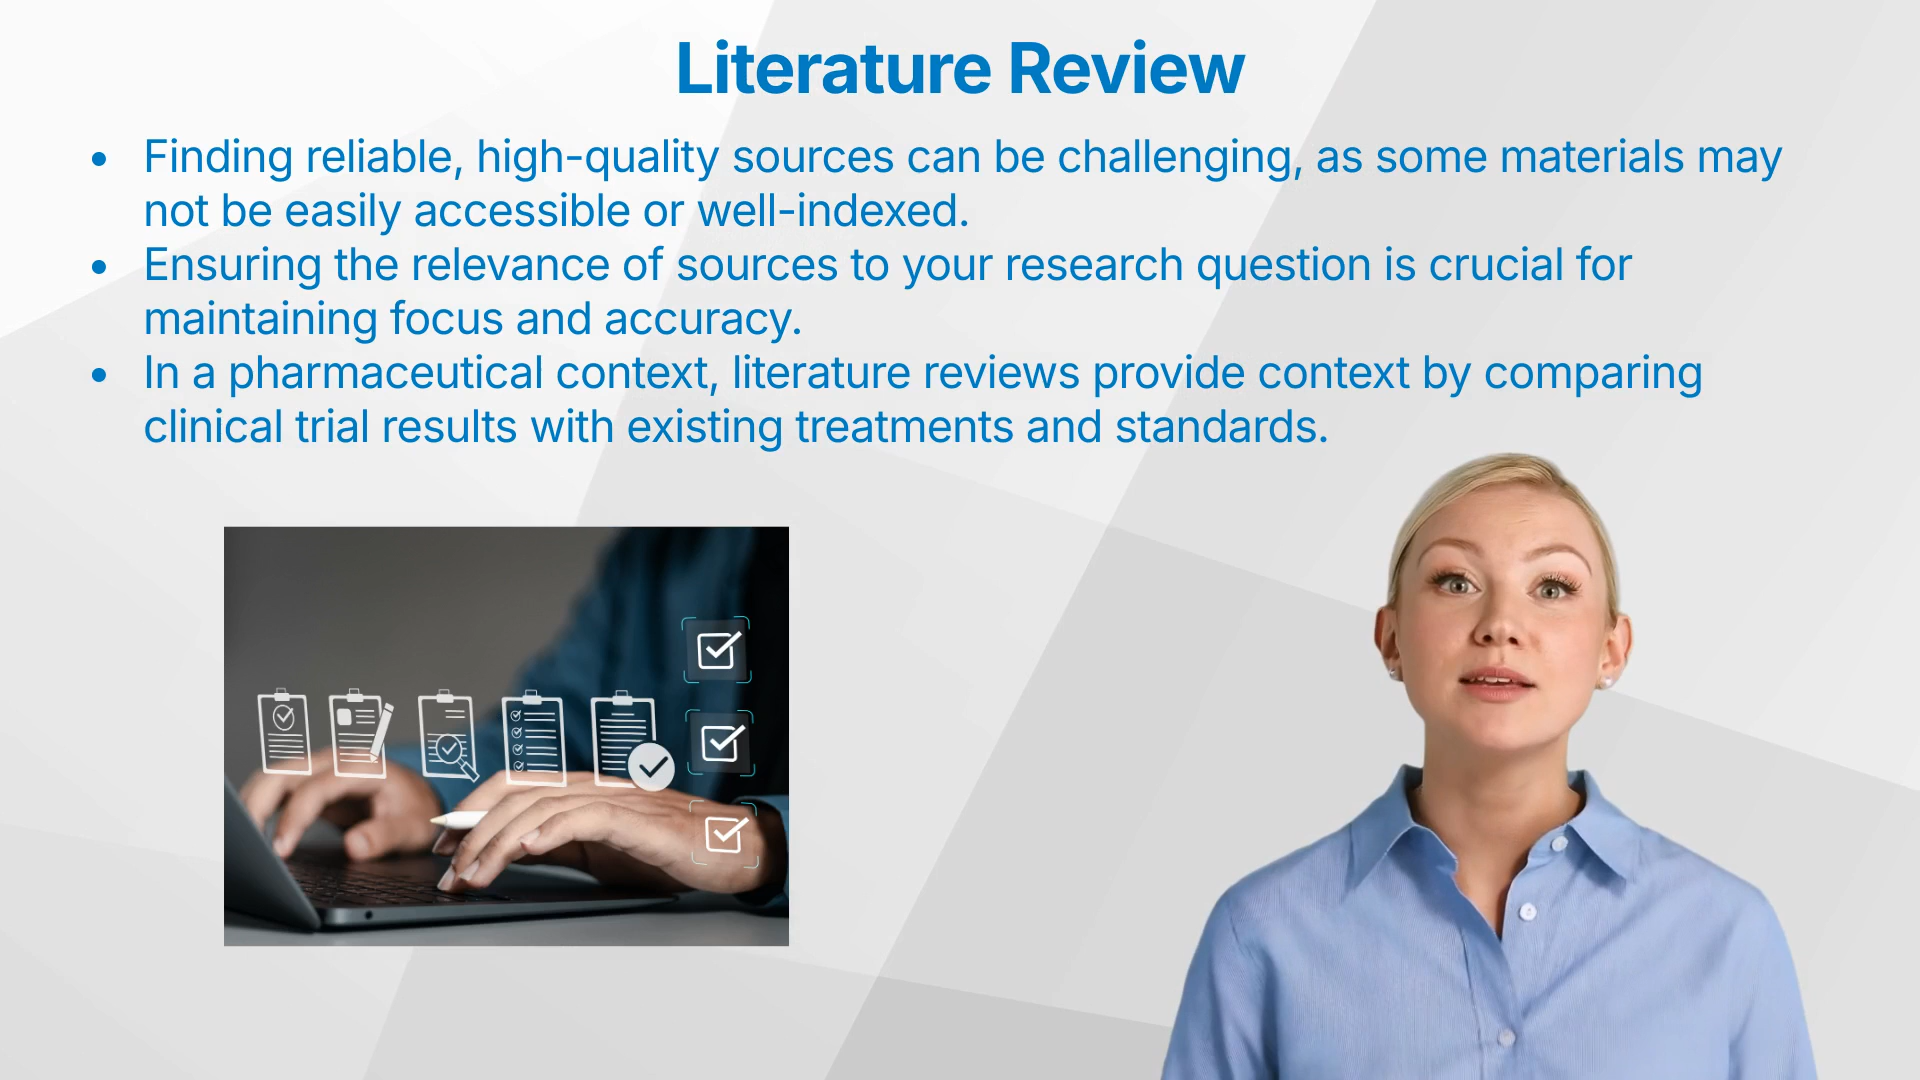 Literature Review
• Finding reliable, high-quality sources can be challenging, as some materials may
not be easily accessible or well-indexed.
• Ensuring the relevance of sources to your research question is crucial for
maintaining focus and accuracy.
• In a pharmaceutical context, literature reviews provide context by comparing
clinical trial results with existing treatments and standards.